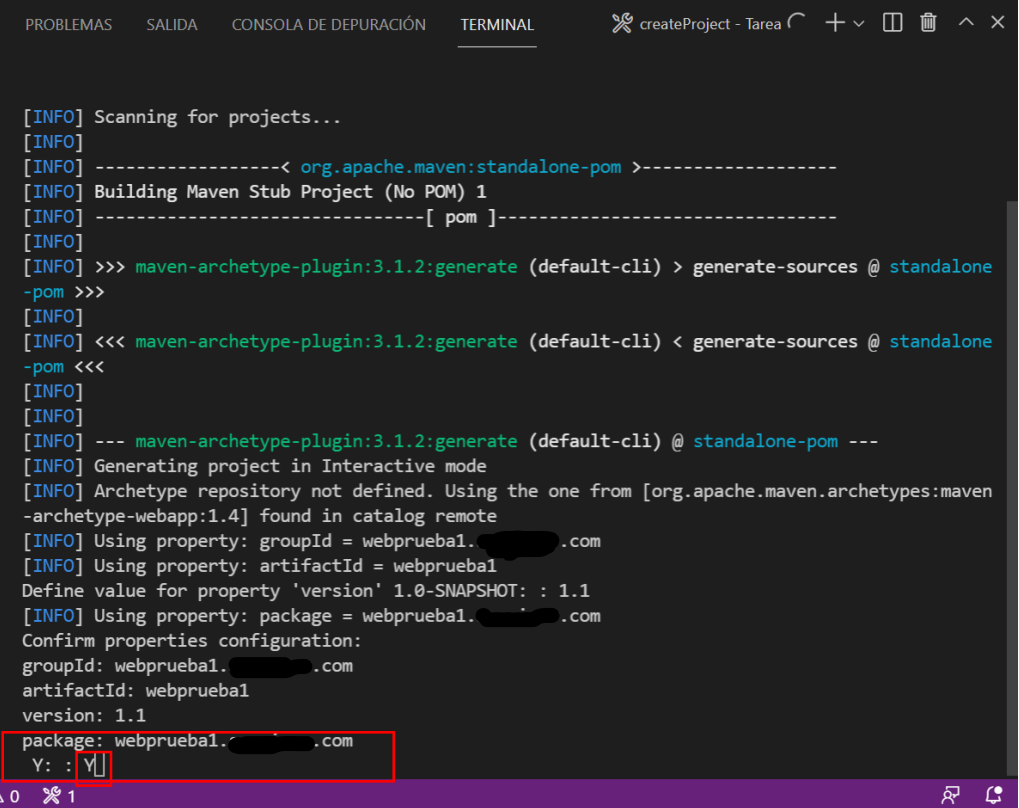 PROBLEMAS SALIDA CONSOLA DE DEPURACIÓN TERMINAL createProject - Tarea
[INFO] Scanning for projects...
[INFO]
[INFO] ------------------< org.apache.maven:standalone-pom >-------------------
[INFO] Building Maven Stub Project (No POM) 1
[INFO] --------------------------------[ pom ]---------------------------------
[INFO]
[INFO] >>> maven-archetype-plugin:3.1.2:generate (default-cli) > generate-sources @ standalone
-pom >>>
[INFO]
[INFO] <<< maven-archetype-plugin:3.1.2:generate (default-cli) < generate-sources @ standalone
-pom <<<
[INFO]
[INFO]
[INFO] --- maven-archetype-plugin:3.1.2:generate (default-cli) @ standalone-pom ---
[INFO] Generating project in Interactive mode
[INFO] Archetype repository not defined. Using the one from [org.apache.maven.archetypes:maven
-archetype-webapp:1.4] found in catalog remote
[INFO] Using property: groupId = webprueba1. .com
[INFO] Using property: artifactId = webprueba1
Define value for property 'version' 1.0-SNAPSHOT: : 1.1
[INFO] Using property: package = webprueba1. .com
Confirm properties configuration:
groupId: webprueba1. .com
artifactId: webprueba1
version: 1.1
package: webprueba1. .com
Y: : Y
0 1